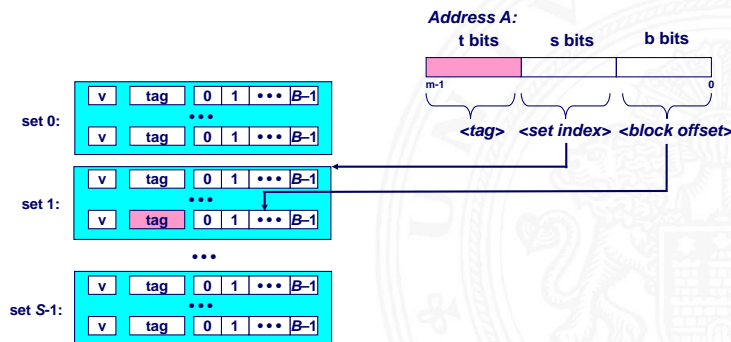 Address A:
t bits s bits b bits
m-1 0
<tag> <set index> <block offset>
v tag 0 1 ••• B–1
•••
set 0:
v tag 0 1 ••• B–1
v tag 0 1 ••• B–1
•••
set 1:
v tag 0 1 ••• B–1
•••
v tag 0 1 ••• B–1
•••
set S-1:
v tag 0 1 ••• B–1